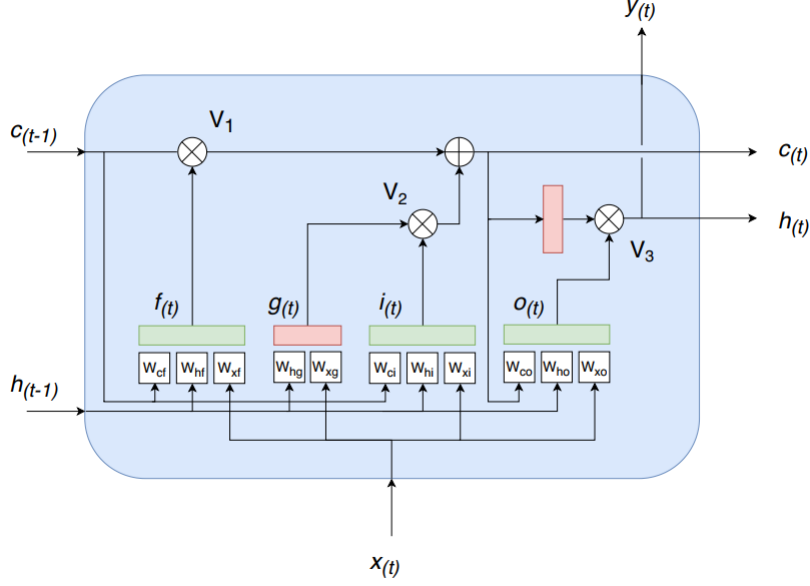 y(t)
V1
c(t-1)
c(t)
V2
h(t)
V3
f(t) g(t) i(t) o(t)
Wcf Whf Wxf Whg Wxg Wci Whi Wxi Wco Who Wxo
h(t-1)
x(t)